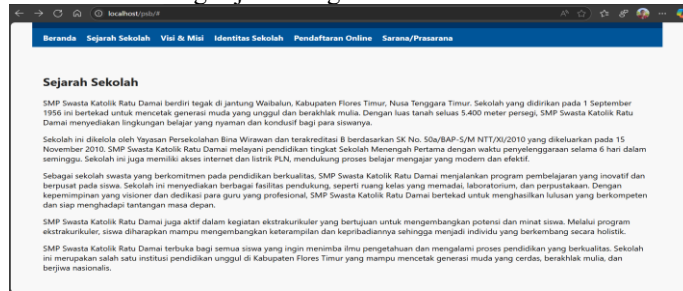 localhost/psb/#
Beranda Sejarah Sekolah Visi & Misi Identitas Sekolah Pendaftaran Online Sarana/Prasarana
Sejarah Sekolah
SMP Swasta Katolik Ratu Damai berdiri tegak di jantung Waibalun, Kabupaten Flores Timur, Nusa Tenggara Timur. Sekolah yang didirikan pada 1 September
1956 ini bertekad untuk mencetak generasi muda yang unggul dan berakhlak mulia. Dengan luas tanah seluas 5.400 meter persegi, SMP Swasta Katolik Ratu
Damai menyediakan lingkungan belajar yang nyaman dan kondusif bagi para siswanya.
Sekolah ini dikelola oleh Yayasan Persekolahan Bina Wirawan dan terakreditasi B berdasarkan SK No. 50a/BAP-S/M NTT/XI/2010 yang dikeluarkan pada 15
November 2010. SMP Swasta Katolik Ratu Damai melayani pendidikan tingkat Sekolah Menengah Pertama dengan waktu penyelenggaraan selama 6 hari dalam
seminggu. Sekolah ini juga memiliki akses internet dan listrik PLN, mendukung proses belajar mengajar yang modern dan efektif.
Sebagai sekolah swasta yang berkomitmen pada pendidikan berkualitas, SMP Swasta Katolik Ratu Damai menjalankan program pembelajaran yang inovatif dan
berpusat pada siswa. Sekolah ini menyediakan berbagai fasilitas pendukung, seperti ruang kelas yang memadai, laboratorium, dan perpustakaan. Dengan
kepemimpinan yang visioner dan dedikasi para guru yang profesional, SMP Swasta Katolik Ratu Damai bertekad untuk menghasilkan lulusan yang berkompeten
dan siap menghadapi tantangan masa depan.
SMP Swasta Katolik Ratu Damai juga aktif dalam kegiatan ekstrakurikuler yang bertujuan untuk mengembangkan potensi dan minat siswa. Melalui program
ekstrakurikuler, siswa diharapkan mampu mengembangkan keterampilan dan kepribadiannya sehingga menjadi individu yang berkembang secara holistik.
SMP Swasta Katolik Ratu Damai terbuka bagi semua siswa yang ingin menimba ilmu pengetahuan dan mengalami proses pendidikan yang berkualitas. Sekolah
ini merupakan salah satu institusi pendidikan unggul di Kabupaten Flores Timur yang mampu mencetak generasi muda yang cerdas, berakhlak mulia, dan
berjiwa nasionalis.